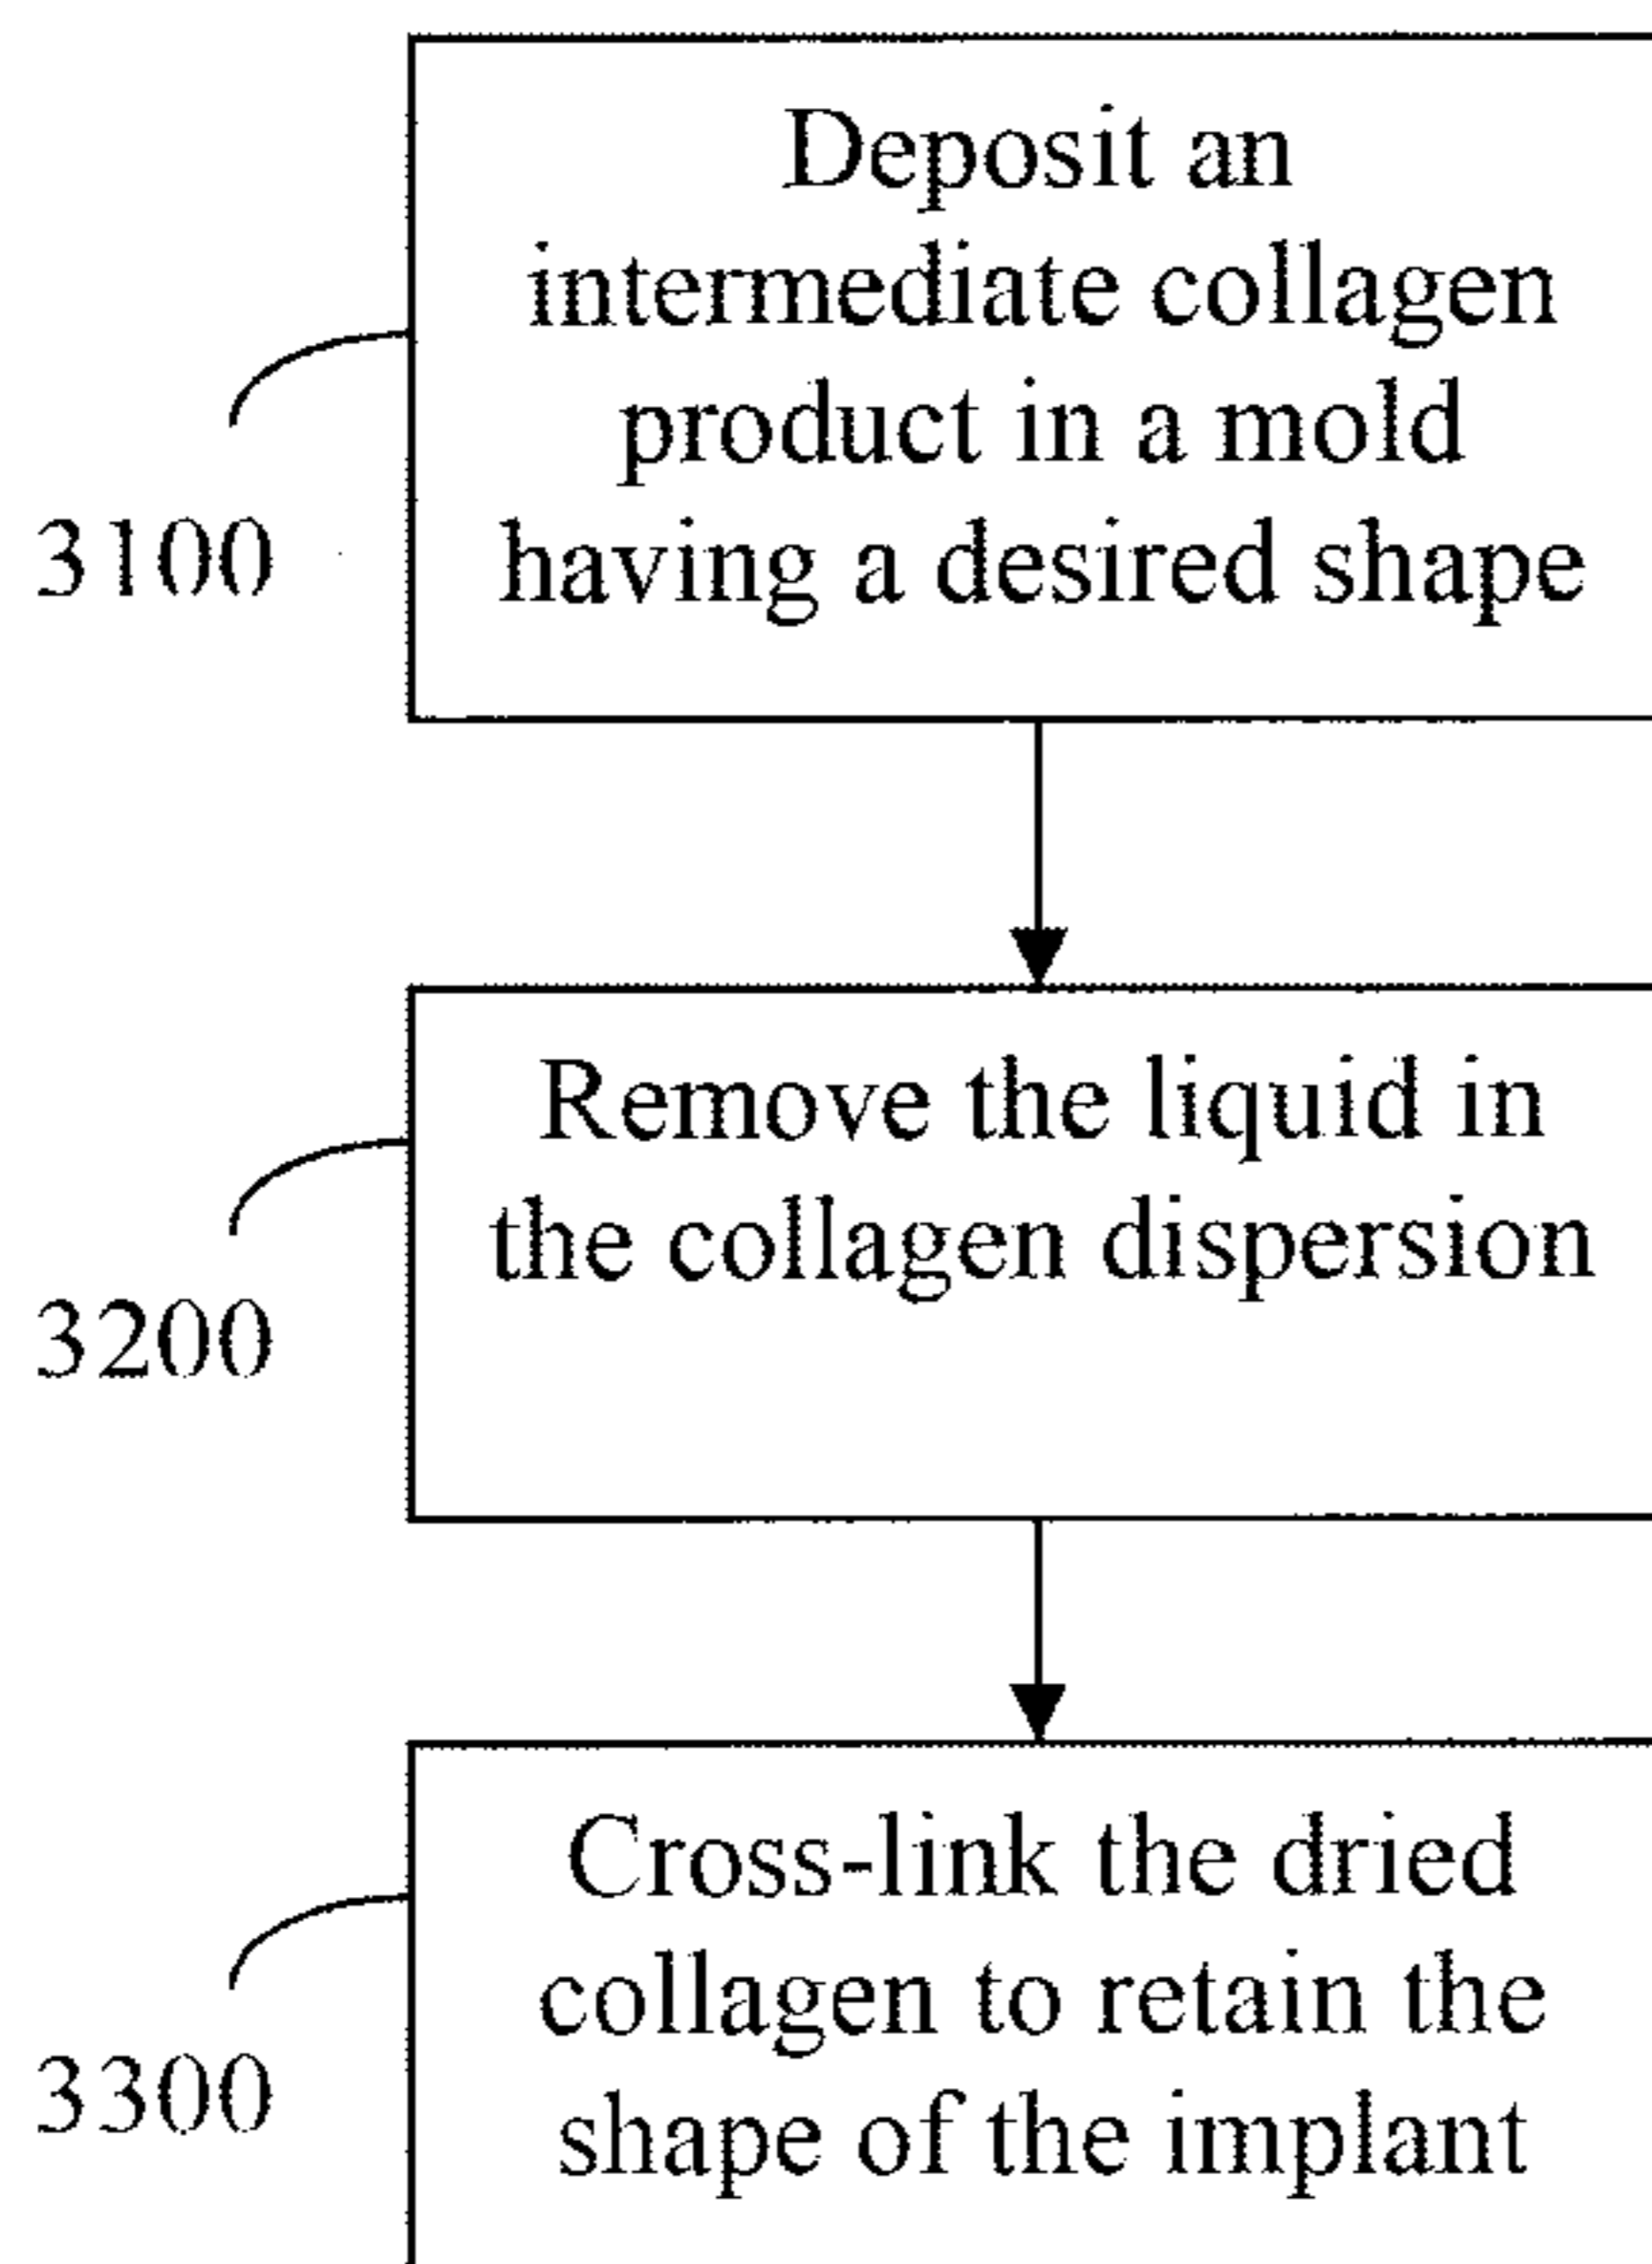 Deposit an
intermediate collagen
product in a mold
having a desired shape
3100
Remove the liquid in
the collagen dispersion
3200
Cross-link the dried
collagen to retain the
shape of the implant
3300